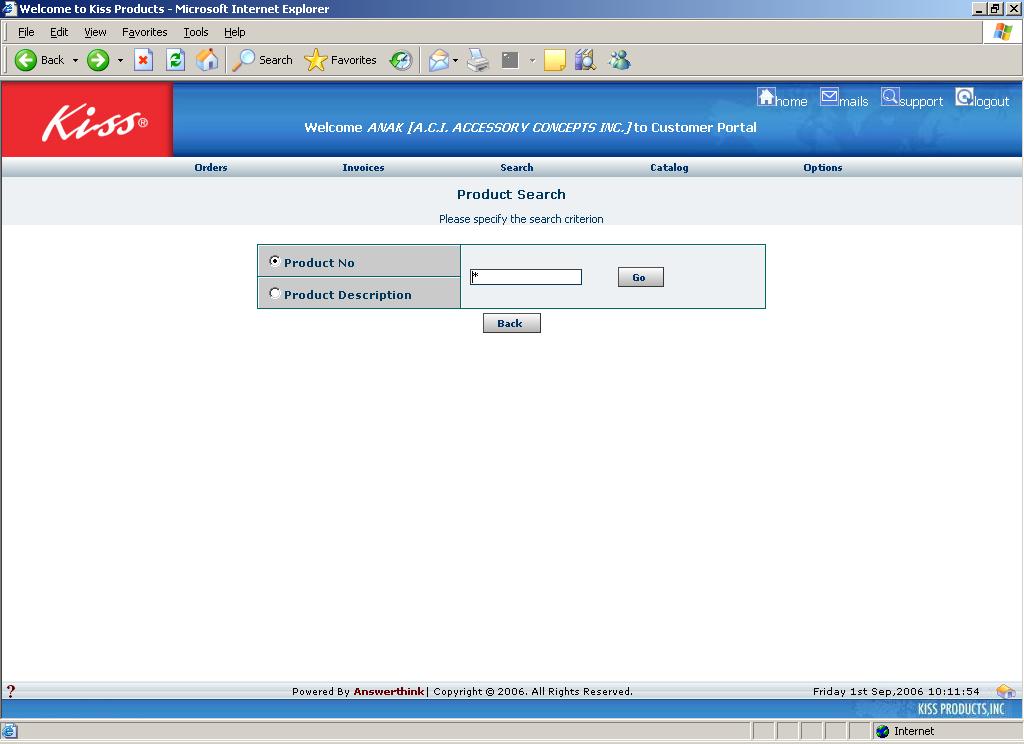 Welcome to Kiss Products - Microsoft Internet Explorer
File Edit View Favorites Tools Help
Back Search Favorites
Kiss®
home mails support logout
Welcome ANAK [A.C.I. ACCESSORY CONCEPTS INC.] to Customer Portal
Orders Invoices Search Catalog Options
Product Search
Please specify the search criterion
Product No
* Go
Product Description
Back
? Powered By Answerthink | Copyright © 2006. All Rights Reserved. Friday 1st Sep,2006 10:11:54
KISS PRODUCTS,INC
Internet